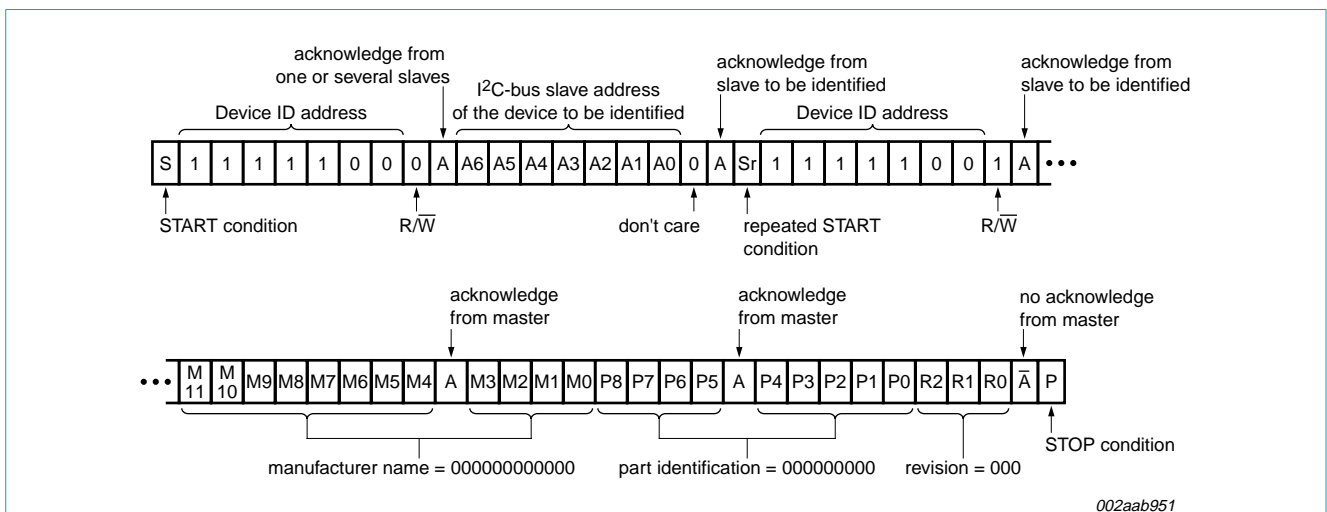 acknowledge from
one or several slaves
I²C-bus slave address
of the device to be identified
acknowledge from
slave to be identified
acknowledge from
slave to be identified
Device ID address
Device ID address
S 1 1 1 1 1 0 0 0 A A6 A5 A4 A3 A2 A1 A0 0 A Sr 1 1 1 1 1 0 0 1 A •••
START condition
R/W̅
don't care
repeated START
condition
R/W̅
acknowledge
from master
acknowledge
from master
no acknowledge
from master
••• M11 M10 M9 M8 M7 M6 M5 M4 A M3 M2 M1 M0 P8 P7 P6 P5 A P4 P3 P2 P1 P0 R2 R1 R0 A̅ P
STOP condition
manufacturer name = 000000000000
part identification = 000000000
revision = 000
002aab951